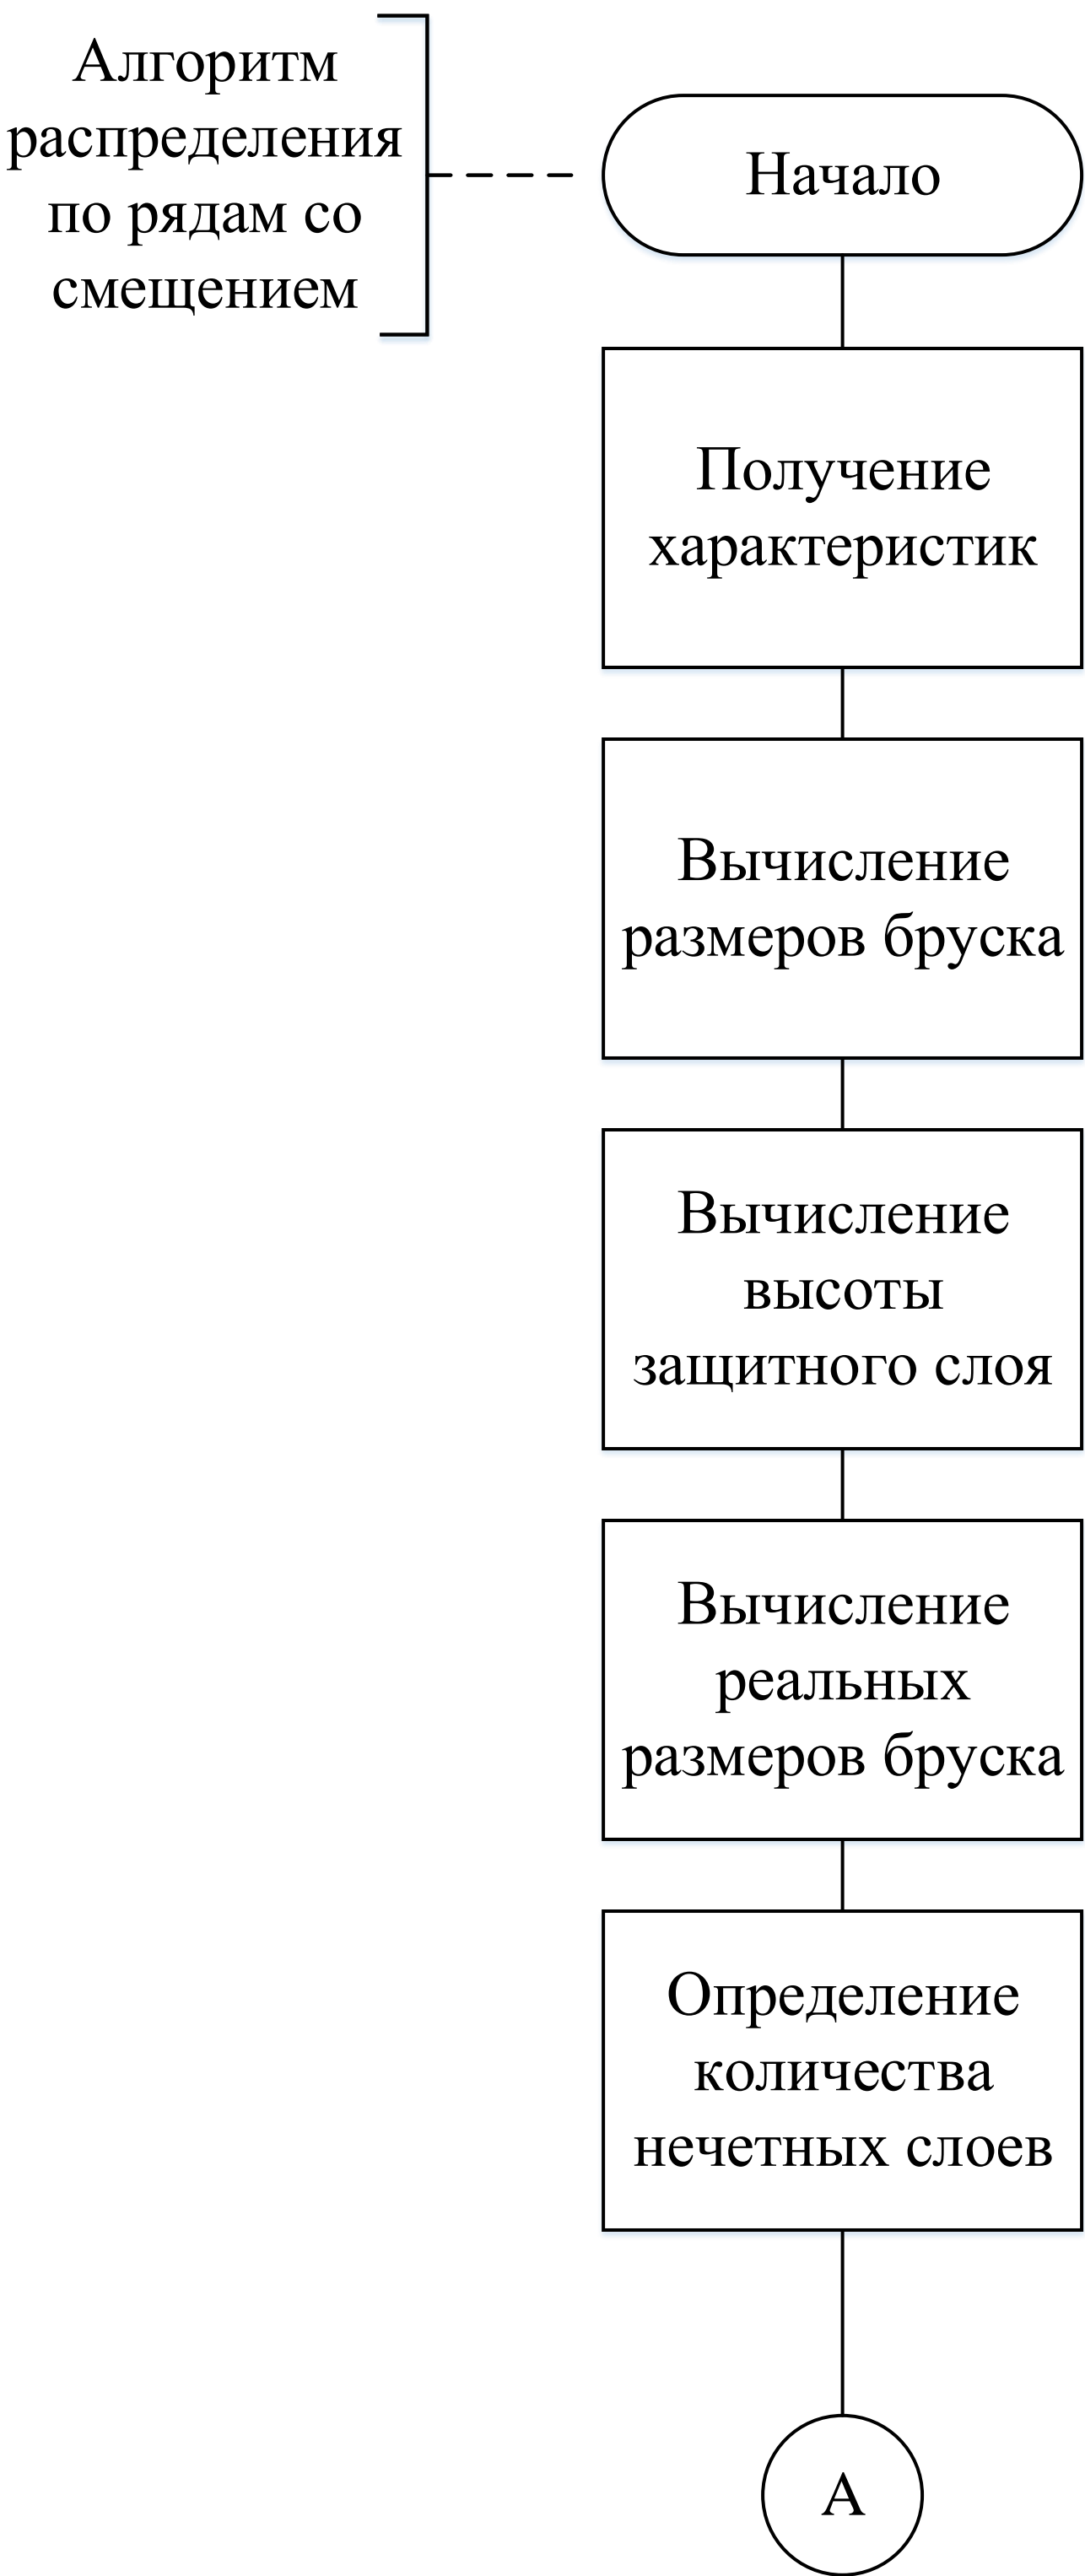 Алгоритм
распределения
по рядам со
смещением
Начало
Получение
характеристик
Вычисление
размеров бруска
Вычисление
высоты
защитного слоя
Вычисление
реальных
размеров бруска
Определение
количества
нечетных слоев
А